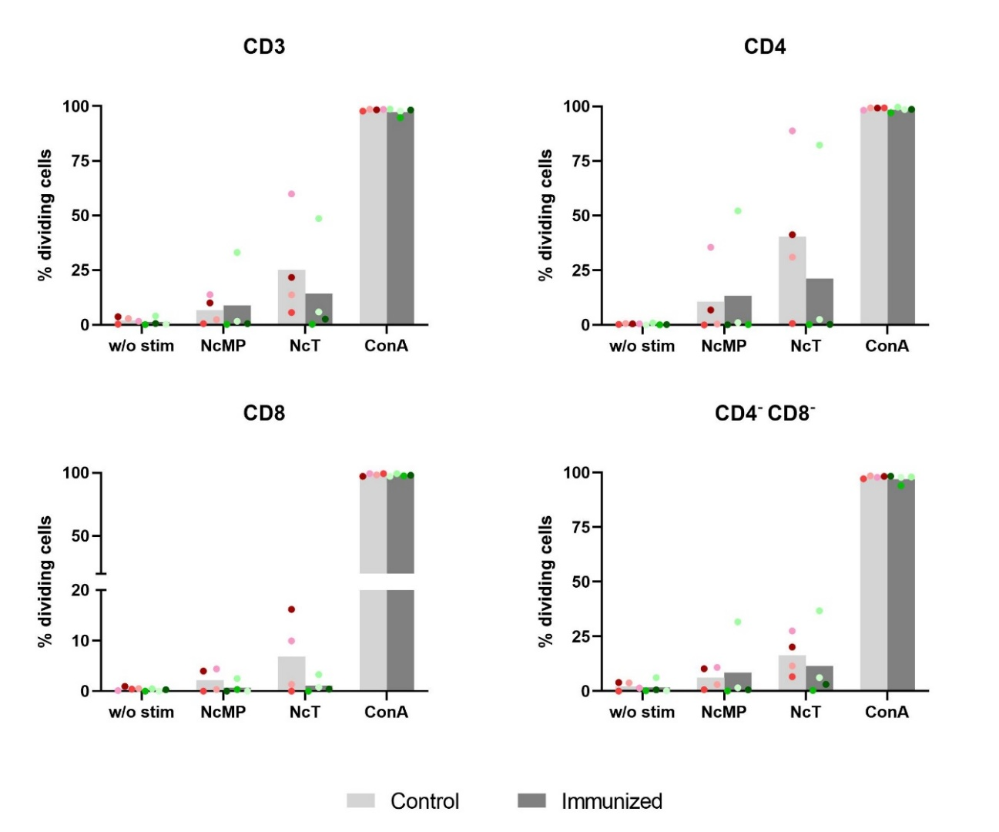 CD3
CD4
% dividing cells
100
75
50
25
0
w/o stim NcMP NcT ConA
% dividing cells
100
75
50
25
0
w/o stim NcMP NcT ConA
CD8
CD4⁻ CD8⁻
% dividing cells
100
50
20
10
0
w/o stim NcMP NcT ConA
% dividing cells
100
75
50
25
0
w/o stim NcMP NcT ConA
Control Immunized